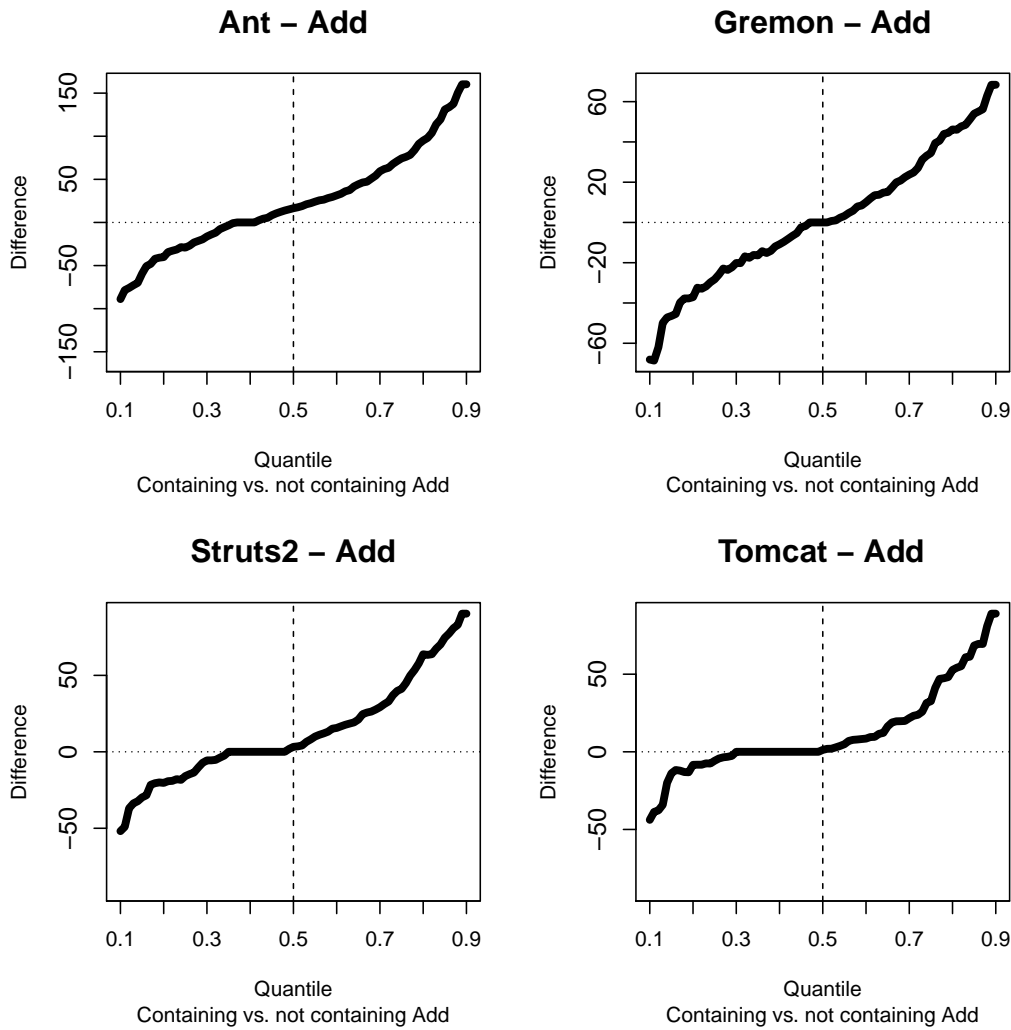 Ant – Add
Difference
150
50
−50
−150
0.1 0.3 0.5 0.7 0.9
Quantile
Containing vs. not containing Add
Gremon – Add
Difference
60
20
−20
−60
0.1 0.3 0.5 0.7 0.9
Quantile
Containing vs. not containing Add
Struts2 – Add
Difference
50
0
−50
0.1 0.3 0.5 0.7 0.9
Quantile
Containing vs. not containing Add
Tomcat – Add
Difference
50
0
−50
0.1 0.3 0.5 0.7 0.9
Quantile
Containing vs. not containing Add